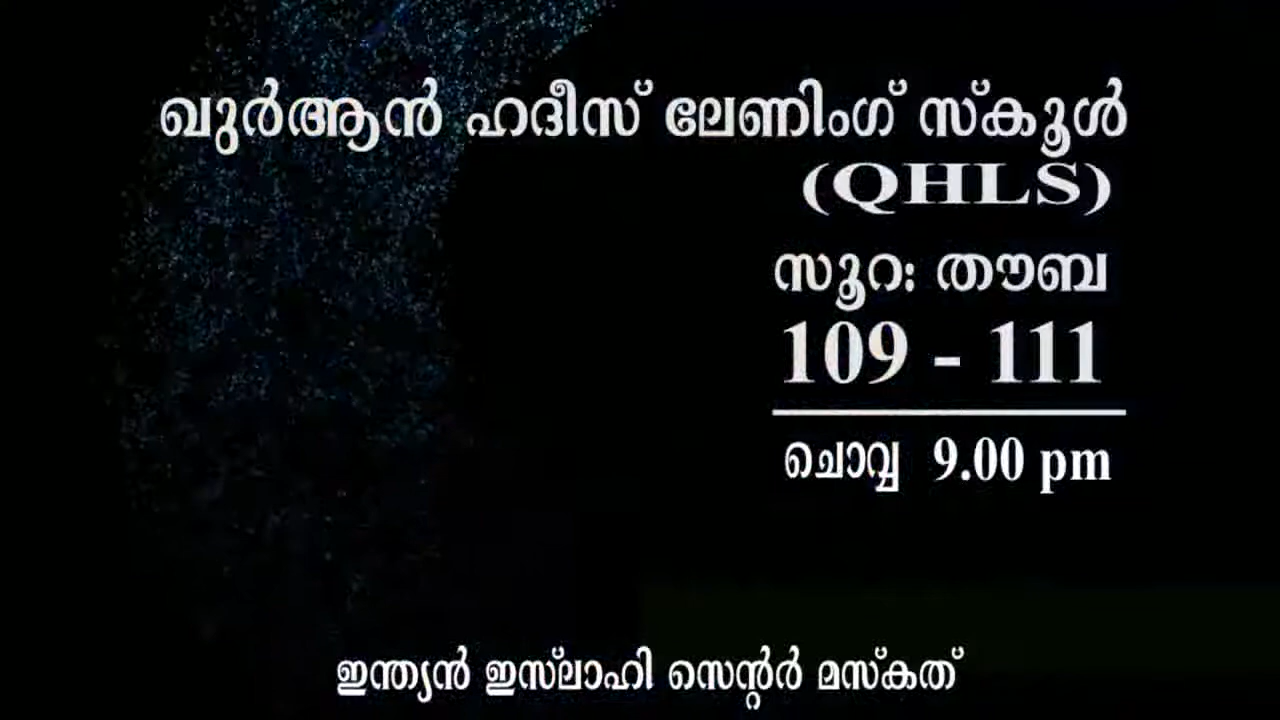 ഖുർആൻ ഹദീസ് ലേണിംഗ് സ്കൂൾ
(QHLS)
സൂറ: തൗബ
109 - 111
ചൊവ്വ 9.00 pm
ഇന്ത്യൻ ഇസ്‌ലാഹി സെന്റർ മസ്കത്